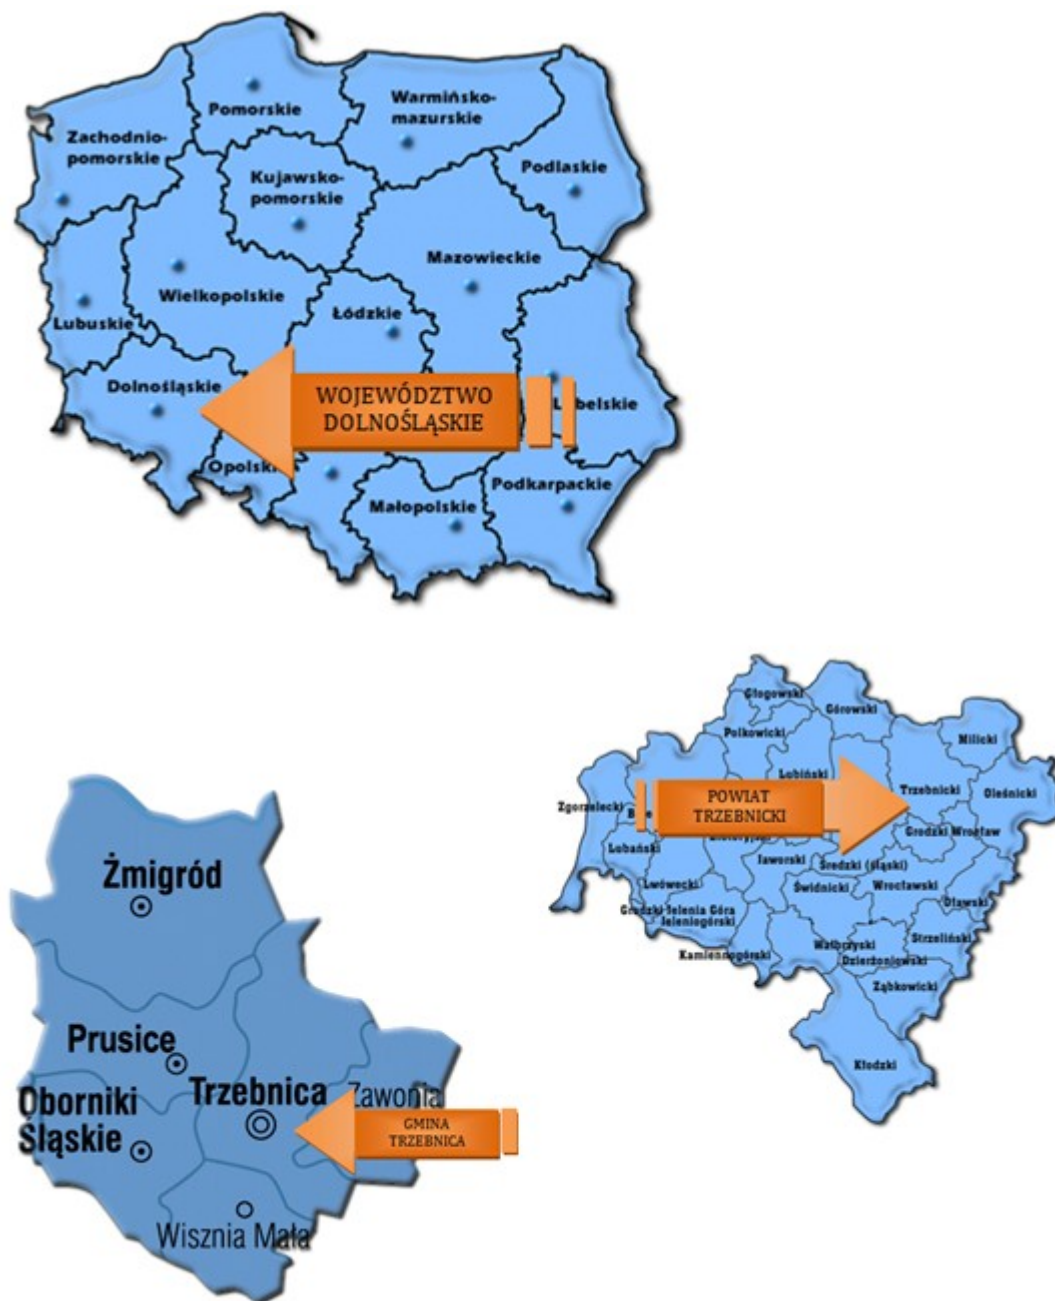 Pomorskie
Warmińsko-
mazurskie
Zachodnio-
pomorskie
Podlaskie
Kujawsko-
pomorskie
Mazowieckie
Wielkopolskie
Łódzkie
Lubuskie
Dolnośląskie
WOJEWÓDZTWO
DOLNOŚLĄSKIE
Opolskie
Małopolskie
Podkarpackie
Głogowski
Górowski
Polkowicki
Milicki
Lubiński
Trzebnicki
Oleśnicki
Zgorzelecki
POWIAT
TRZEBNICKI
Grodzki Wrocław
Lubański
Jaworski
Średzki (śląski)
Lwówecki
Świdnicki
Wrocławski
Oławski
Grodzki Jelenia Góra
Jeleniogórski
Strzeliński
Wałbrzyski
Kamiennogórski
Dzierżoniowski
Ząbkowicki
Kłodzki
Żmigród
Prusice
Trzebnica
Zawonia
Oborniki
Śląskie
GMINA
TRZEBNICA
Wisznia Mała